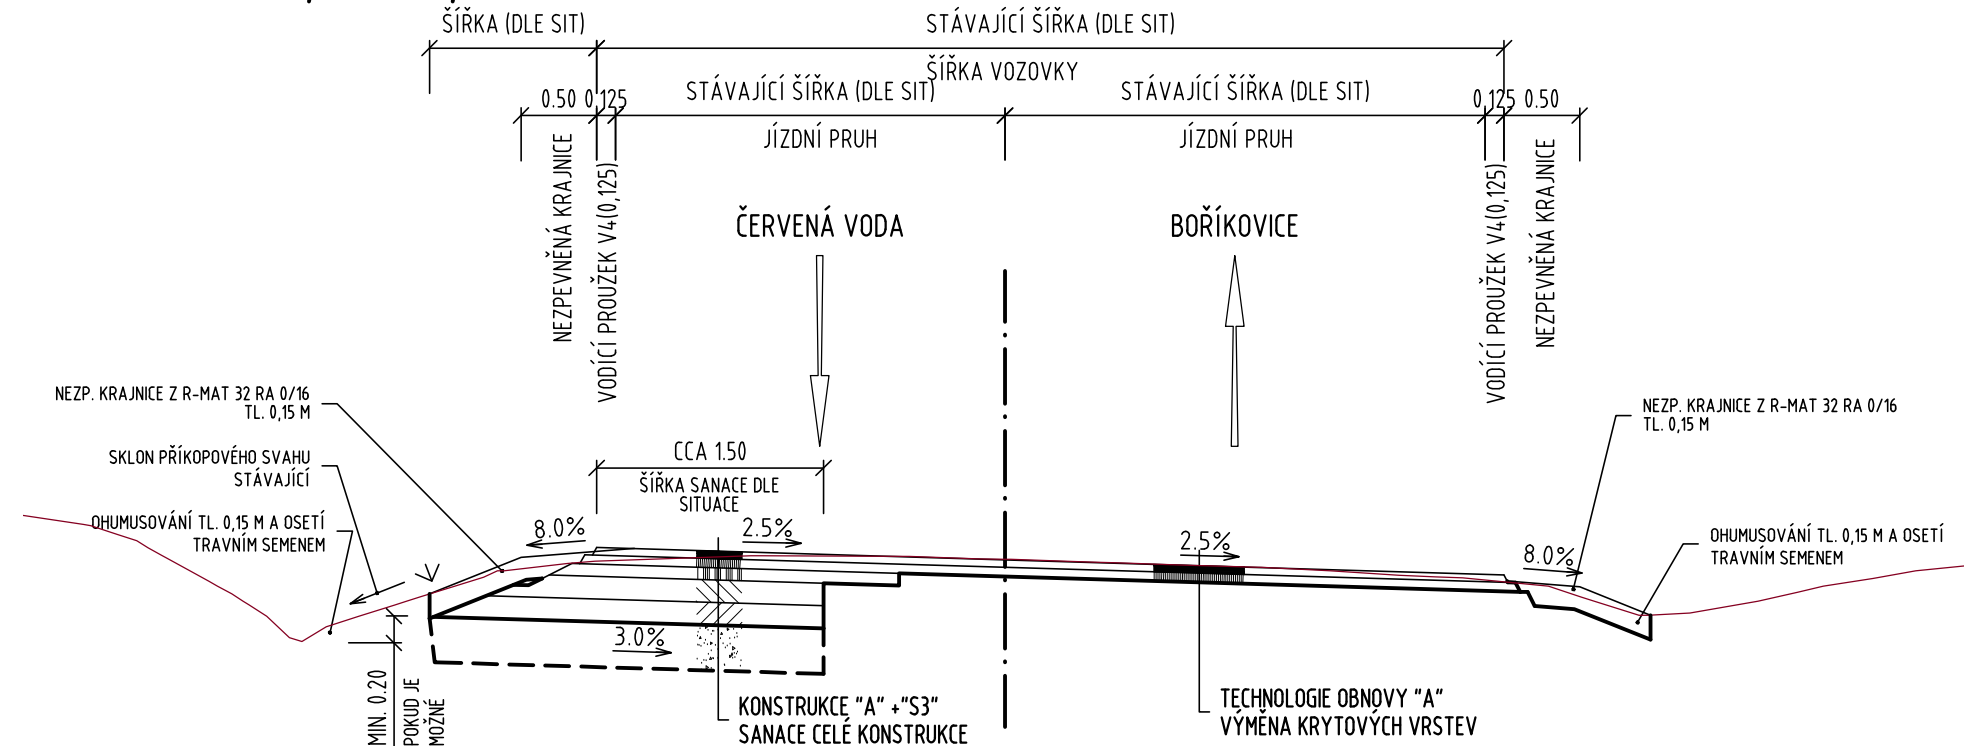 ŠÍŘKA (DLE SIT)
STÁVAJÍCÍ ŠÍŘKA (DLE SIT)
ŠÍŘKA VOZOVKY
0.50 0,125
STÁVAJÍCÍ ŠÍŘKA (DLE SIT)
STÁVAJÍCÍ ŠÍŘKA (DLE SIT)
0,125 0.50
JÍZDNÍ PRUH
JÍZDNÍ PRUH
NEZPEVNĚNÁ KRAJNICE
VODÍCÍ PROUŽEK V4(0,125)
VODÍCÍ PROUŽEK V4(0,125)
NEZPEVNĚNÁ KRAJNICE
ČERVENÁ VODA
BOŘÍKOVICE
NEZP. KRAJNICE Z R-MAT 32 RA 0/16
TL. 0,15 M
NEZP. KRAJNICE Z R-MAT 32 RA 0/16
TL. 0,15 M
SKLON PŘÍKOPOVÉHO SVAHU
STÁVAJÍCÍ
CCA 1.50
ŠÍŘKA SANACE DLE
SITUACE
OHUMUSOVÁNÍ TL. 0,15 M A OSETÍ
TRAVNÍM SEMENEM
8.0%
2.5%
2.5%
8.0%
OHUMUSOVÁNÍ TL. 0,15 M A OSETÍ
TRAVNÍM SEMENEM
3.0%
MIN. 0.20
POKUD JE
MOŽNÉ
KONSTRUKCE "A" +"S3"
SANACE CELÉ KONSTRUKCE
TECHNOLOGIE OBNOVY "A"
VÝMĚNA KRYTOVÝCH VRSTEV